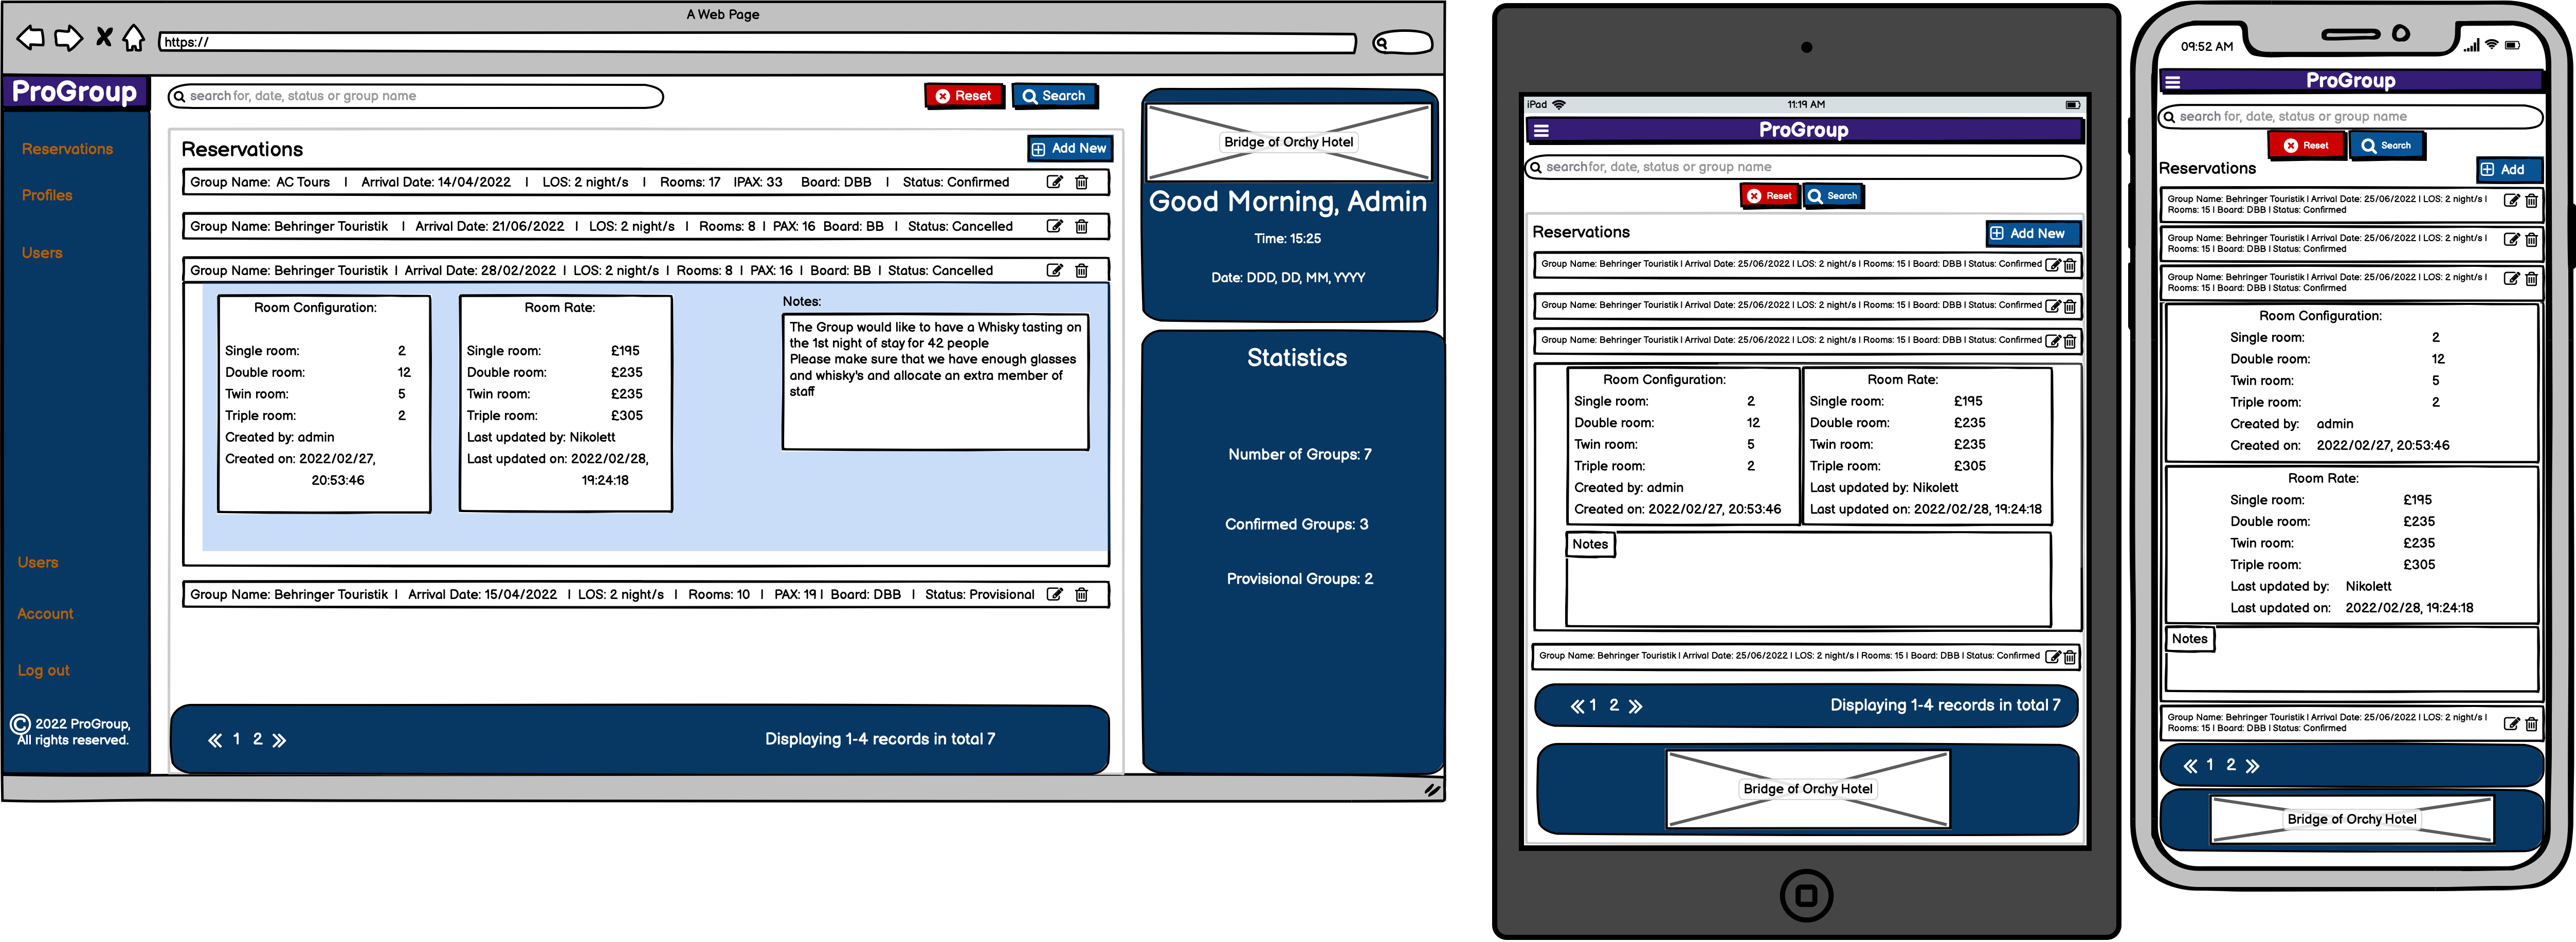 A Web Page
https://
ProGroup
search for, date, status or group name
Reset
Search
Reservations
Profiles
Users
Users
Account
Log out
© 2022 ProGroup,
All rights reserved.
Reservations
Add New
Group Name: AC Tours I Arrival Date: 14/04/2022 I LOS: 2 night/s I Rooms: 17 IPAX: 33 Board: DBB I Status: Confirmed
Group Name: Behringer Touristik I Arrival Date: 21/06/2022 I LOS: 2 night/s I Rooms: 8 I PAX: 16 Board: BB I Status: Cancelled
Group Name: Behringer Touristik I Arrival Date: 28/02/2022 I LOS: 2 night/s I Rooms: 8 I PAX: 16 I Board: BB I Status: Cancelled
Room Configuration:
Single room: 2
Double room: 12
Twin room: 5
Triple room: 2
Created by: admin
Created on: 2022/02/27,
20:53:46
Room Rate:
Single room: £195
Double room: £235
Twin room: £235
Triple room: £305
Last updated by: Nikolett
Last updated on: 2022/02/28,
19:24:18
Notes:
The Group would like to have a Whisky tasting on
the 1st night of stay for 42 people
Please make sure that we have enough glasses
and whisky's and allocate an extra member of
staff
Group Name: Behringer Touristik I Arrival Date: 15/04/2022 I LOS: 2 night/s I Rooms: 10 I PAX: 19 I Board: DBB I Status: Provisional
1 2
Displaying 1-4 records in total 7
Bridge of Orchy Hotel
Good Morning, Admin
Time: 15:25
Date: DDD, DD, MM, YYYY
Statistics
Number of Groups: 7
Confirmed Groups: 3
Provisional Groups: 2
iPad
11:19 AM
ProGroup
search for, date, status or group name
Reset
Search
Reservations
Add New
Group Name: Behringer Touristik I Arrival Date: 25/06/2022 I LOS: 2 night/s I Rooms: 15 I Board: DBB I Status: Confirmed
Group Name: Behringer Touristik I Arrival Date: 25/06/2022 I LOS: 2 night/s I Rooms: 15 I Board: DBB I Status: Confirmed
Group Name: Behringer Touristik I Arrival Date: 25/06/2022 I LOS: 2 night/s I Rooms: 15 I Board: DBB I Status: Confirmed
Room Configuration:
Single room: 2
Double room: 12
Twin room: 5
Triple room: 2
Created by: admin
Created on: 2022/02/27, 20:53:46
Room Rate:
Single room: £195
Double room: £235
Twin room: £235
Triple room: £305
Last updated by: Nikolett
Last updated on: 2022/02/28, 19:24:18
Notes
Group Name: Behringer Touristik I Arrival Date: 25/06/2022 I LOS: 2 night/s I Rooms: 15 I Board: DBB I Status: Confirmed
1 2
Displaying 1-4 records in total 7
Bridge of Orchy Hotel
09:52 AM
ProGroup
search for, date, status or group name
Reset
Search
Reservations
Add
Group Name: Behringer Touristik I Arrival Date: 25/06/2022 I LOS: 2 night/s I
Rooms: 15 I Board: DBB I Status: Confirmed
Group Name: Behringer Touristik I Arrival Date: 25/06/2022 I LOS: 2 night/s I
Rooms: 15 I Board: DBB I Status: Confirmed
Group Name: Behringer Touristik I Arrival Date: 25/06/2022 I LOS: 2 night/s I
Rooms: 15 I Board: DBB I Status: Confirmed
Room Configuration:
Single room: 2
Double room: 12
Twin room: 5
Triple room: 2
Created by: admin
Created on: 2022/02/27, 20:53:46
Room Rate:
Single room: £195
Double room: £235
Twin room: £235
Triple room: £305
Last updated by: Nikolett
Last updated on: 2022/02/28, 19:24:18
Notes
Group Name: Behringer Touristik I Arrival Date: 25/06/2022 I LOS: 2 night/s I
Rooms: 15 I Board: DBB I Status: Confirmed
1 2
Bridge of Orchy Hotel